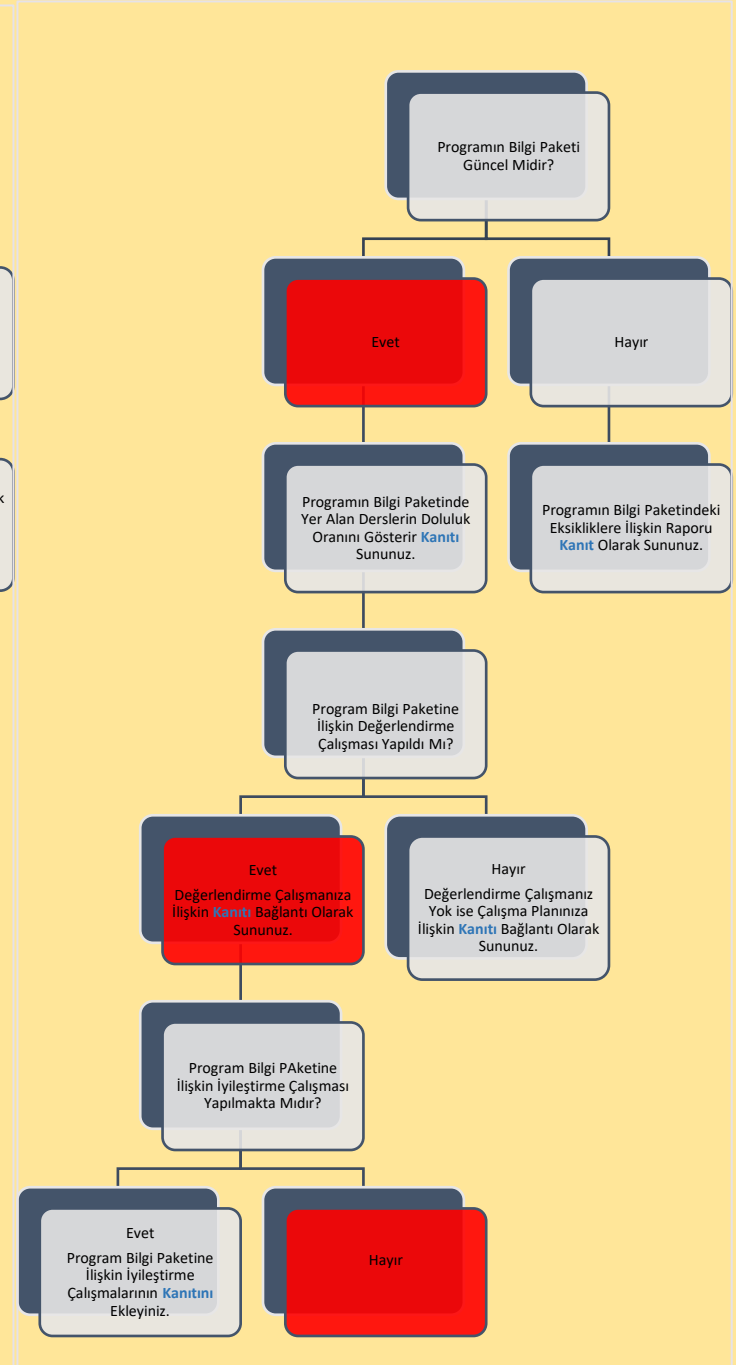 Programın Bilgi Paketi
Güncel Midir?
Evet
Hayır
k
Programın Bilgi Paketinde
Yer Alan Derslerin Doluluk
Oranını Gösterir Kanıtı
Sununuz.
Programın Bilgi Paketindeki
Eksikliklere İlişkin Raporu
Kanıt Olarak Sununuz.
Program Bilgi Paketine
İlişkin Değerlendirme
Çalışması Yapıldı Mı?
Evet
Değerlendirme Çalışmanıza
İlişkin Kanıtı Bağlantı Olarak
Sununuz.
Hayır
Değerlendirme Çalışmanız
Yok ise Çalışma Planınıza
İlişkin Kanıtı Bağlantı Olarak
Sununuz.
Program Bilgi PAketine
İlişkin İyileştirme Çalışması
Yapılmakta Mıdır?
Evet
Program Bilgi Paketine
İlişkin İyileştirme
Çalışmalarının Kanıtını
Ekleyiniz.
Hayır